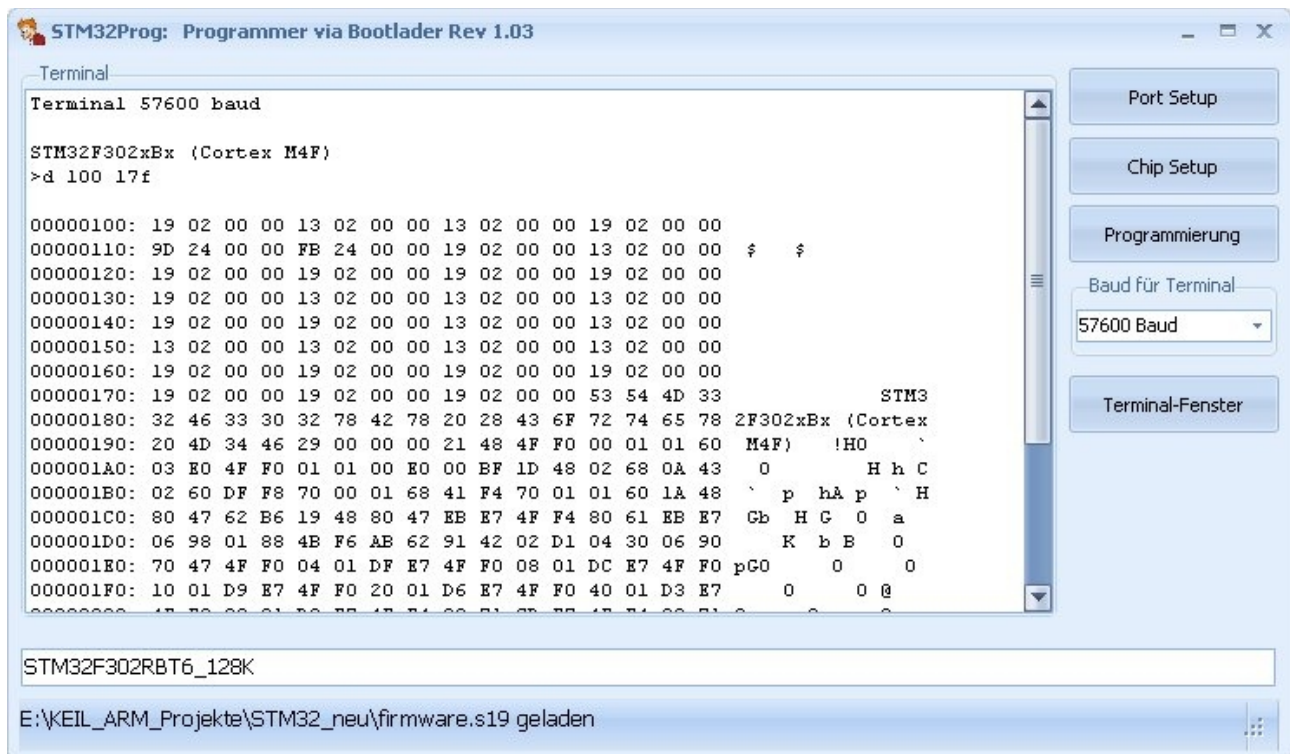 STM32Prog: Programmer via Bootlader Rev 1.03
Terminal
Terminal 57600 baud
STM32F302xBx (Cortex M4F)
>d 100 17f
00000100: 19 02 00 00 13 02 00 00 13 02 00 00 19 02 00 00
00000110: 9D 24 00 00 FB 24 00 00 19 02 00 00 13 02 00 00 $ $
00000120: 19 02 00 00 19 02 00 00 19 02 00 00 19 02 00 00
00000130: 19 02 00 00 13 02 00 00 13 02 00 00 13 02 00 00
00000140: 19 02 00 00 19 02 00 00 13 02 00 00 13 02 00 00
00000150: 13 02 00 00 13 02 00 00 13 02 00 00 13 02 00 00
00000160: 19 02 00 00 19 02 00 00 19 02 00 00 19 02 00 00
00000170: 19 02 00 00 19 02 00 00 19 02 00 00 53 54 4D 33 STM3
00000180: 32 46 33 30 32 78 42 78 20 28 43 6F 72 74 65 78 2F302xBx (Cortex
00000190: 20 4D 34 46 29 00 00 00 21 48 4F F0 00 01 01 60 M4F) !HO `
000001A0: 03 E0 4F F0 01 01 00 E0 00 BF 1D 48 02 68 0A 43 O H h C
000001B0: 02 60 DF F8 70 00 01 68 41 F4 70 01 01 60 1A 48 ` p hA p ` H
000001C0: 80 47 62 B6 19 48 80 47 EB E7 4F F4 80 61 EB E7 Gb H G O a
000001D0: 06 98 01 88 4B F6 AB 62 91 42 02 D1 04 30 06 90 K b B 0
000001E0: 70 47 4F F0 04 01 DF E7 4F F0 08 01 DC E7 4F F0 pGO O O
000001F0: 10 01 D9 E7 4F F0 20 01 D6 E7 4F F0 40 01 D3 E7 O O @
Port Setup
Chip Setup
Programmierung
Baud für Terminal
57600 Baud
Terminal-Fenster
STM32F302RBT6_128K
E:\KEIL_ARM_Projekte\STM32_neu\firmware.s19 geladen